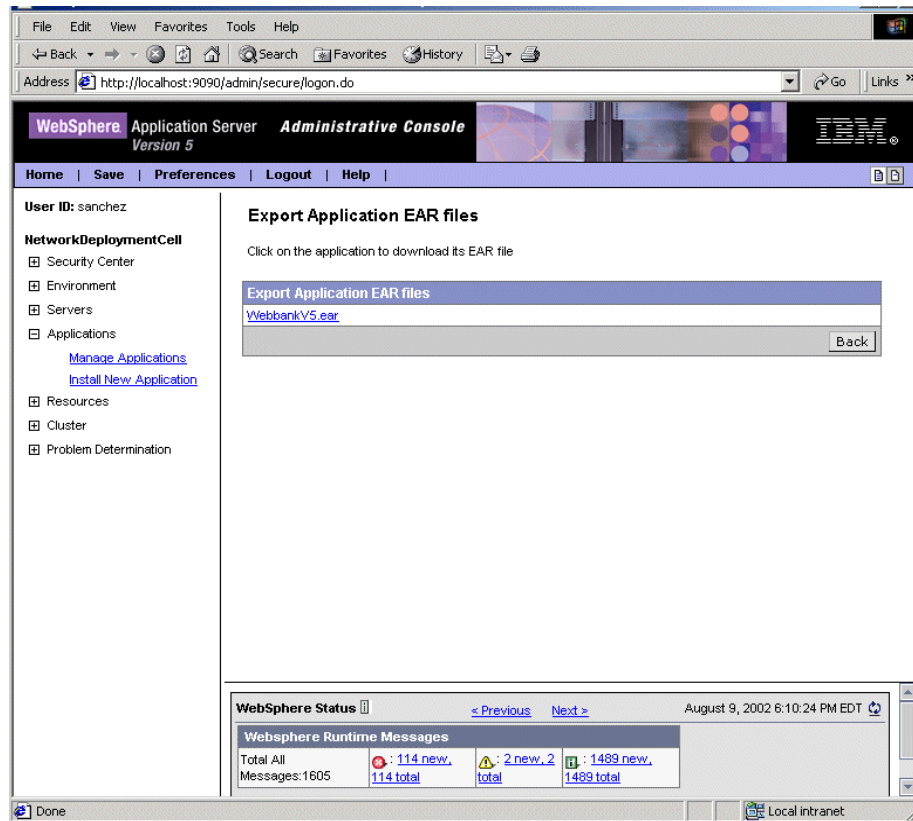 File Edit View Favorites Tools Help
Back Search Favorites History
Address http://localhost:9090/admin/secure/logon.do Go Links »
WebSphere. Application Server Administrative Console
Version 5
IBM®
Home | Save | Preferences | Logout | Help |
User ID: sanchez
NetworkDeploymentCell
Security Center
Environment
Servers
Applications
Manage Applications
Install New Application
Resources
Cluster
Problem Determination
Export Application EAR files
Click on the application to download its EAR file
Export Application EAR files
WebbankV5.ear
Back
WebSphere Status < Previous Next > August 9, 2002 6:10:24 PM EDT
Websphere Runtime Messages
Total All : 114 new, : 2 new, 2 : 1489 new,
Messages:1605 114 total total 1489 total
Done Local intranet